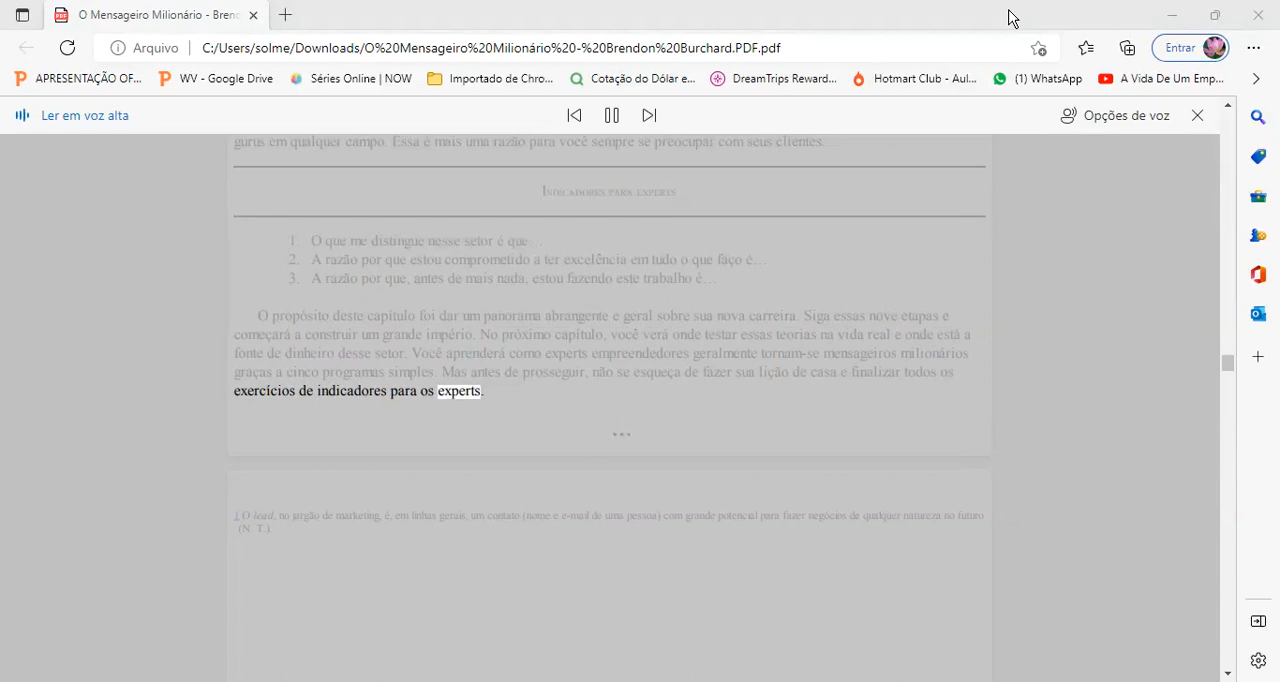 O Mensageiro Milionário - Bren
Arquivo
C:/Users/solme/Downloads/O%20Mensageiro%20Milionário%20-%20Brendon%20Burchard.PDF.pdf
Entrar
APRESENTAÇÃO OF...
WV - Google Drive
Séries Online | NOW
Importado de Chro...
Cotação do Dólar e...
DreamTrips Reward...
Hotmart Club - Aul...
(1) WhatsApp
A Vida De Um Emp...
Ler em voz alta
Opções de voz
gurus em qualquer campo. Essa é mais uma razão para você sempre se preocupar com seus clientes.
INDICADORES PARA EXPERTS
1. O que me distingue nesse setor é que...
2. A razão por que estou comprometido a ter excelência em tudo o que faço é...
3. A razão por que, antes de mais nada, estou fazendo este trabalho é...
O propósito deste capítulo foi dar um panorama abrangente e geral sobre sua nova carreira. Siga essas nove etapas e
começará a construir um grande império. No próximo capítulo, você verá onde testar essas teorias na vida real e onde está a
fonte de dinheiro desse setor. Você aprenderá como experts empreendedores geralmente tornam-se mensageiros milionários
graças a cinco programas simples. Mas antes de prosseguir, não se esqueça de fazer sua lição de casa e finalizar todos os
exercícios de indicadores para os experts.
...
1 O lead, no jargão de marketing, é, em linhas gerais, um contato (nome e e-mail de uma pessoa) com grande potencial para fazer negócios de qualquer natureza no futuro
(N. T.).